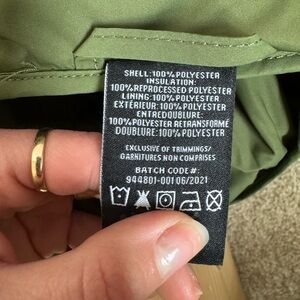 SHELL:100%POLYESTER
INSULATION:
100%REPROCESSED POLYESTER
LINING:100%POLYESTER
EXTÉRIEUR:100%POLYESTER
ENTREDOUBLURE:
100%POLYESTER RETRANSFORMÉ
DOUBLURE:100%POLYESTER
EXCLUSIVE OF TRIMMINGS/
GARNITURES NON COMPRISES
BATCH CODE#:
944801-001 06/2021